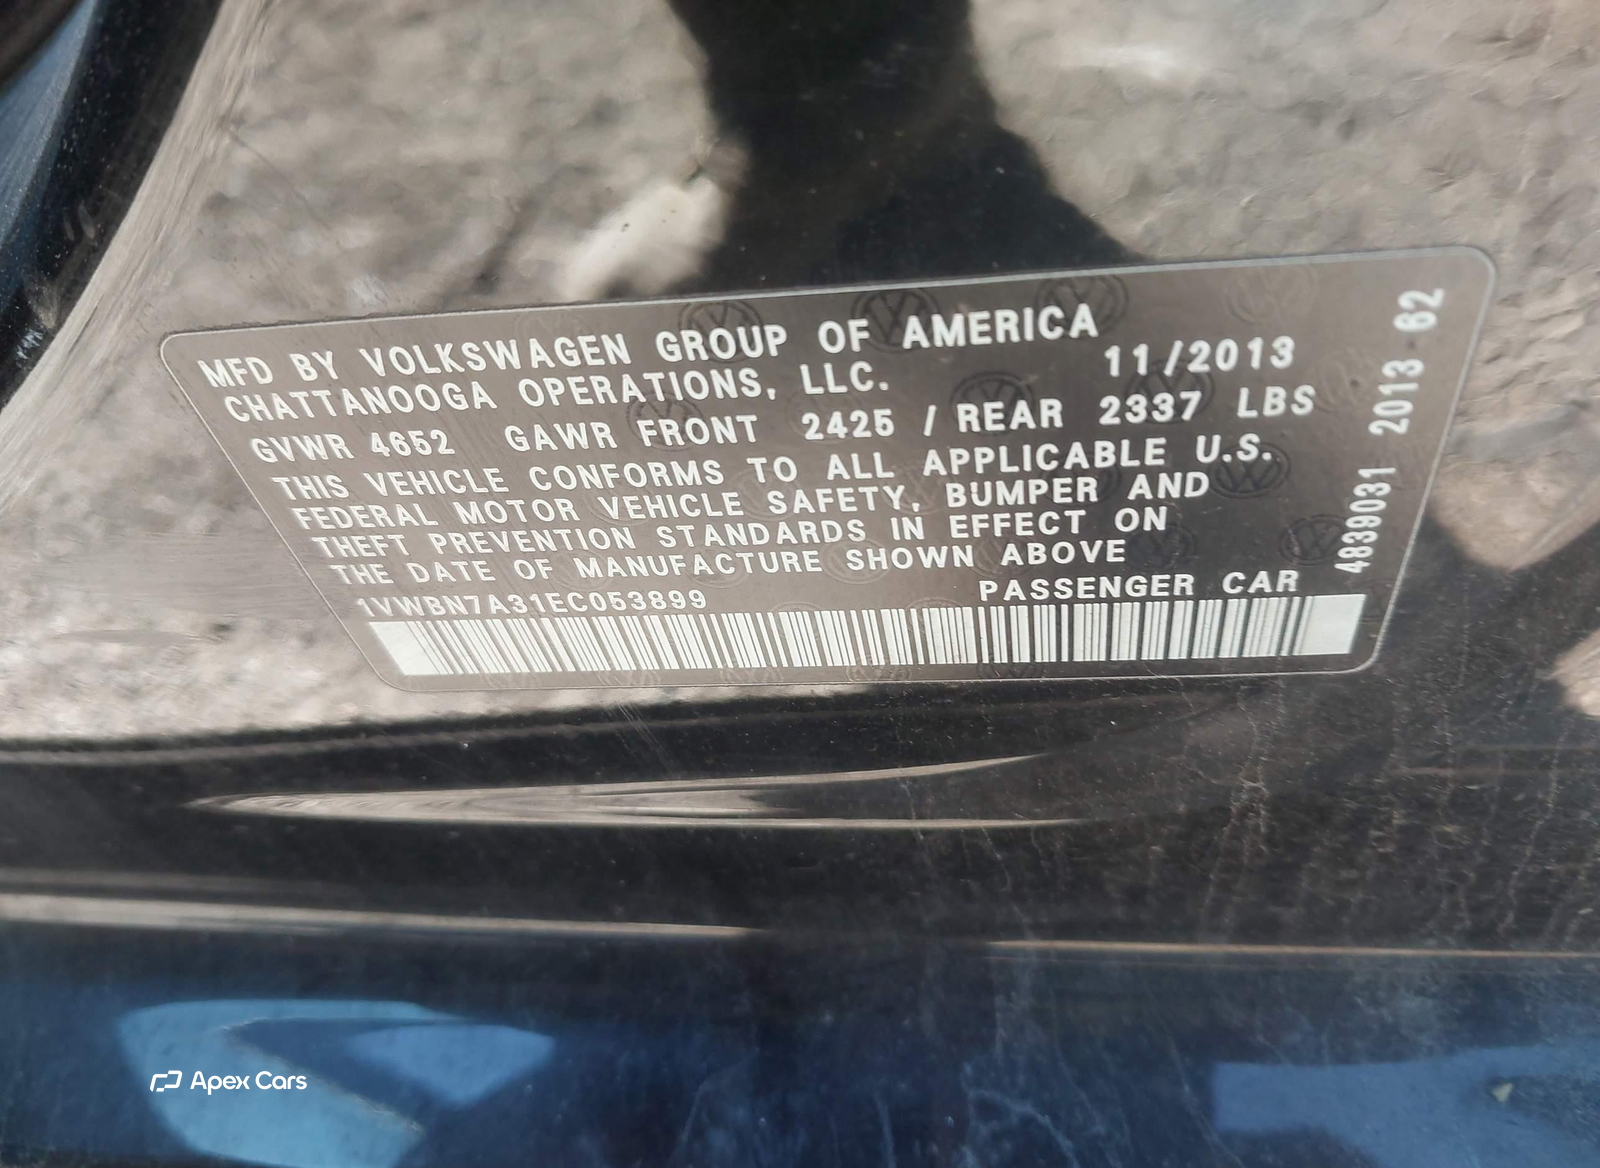 MFD BY VOLKSWAGEN GROUP OF AMERICA
CHATTANOOGA OPERATIONS, LLC. 11/2013
GVWR 4652 GAWR FRONT 2425 / REAR 2337 LBS
THIS VEHICLE CONFORMS TO ALL APPLICABLE U.S.
FEDERAL MOTOR VEHICLE SAFETY, BUMPER AND
THEFT PREVENTION STANDARDS IN EFFECT ON
THE DATE OF MANUFACTURE SHOWN ABOVE
1VWBN7A31EC053899 PASSENGER CAR
4839031 2013 62
Apex Cars